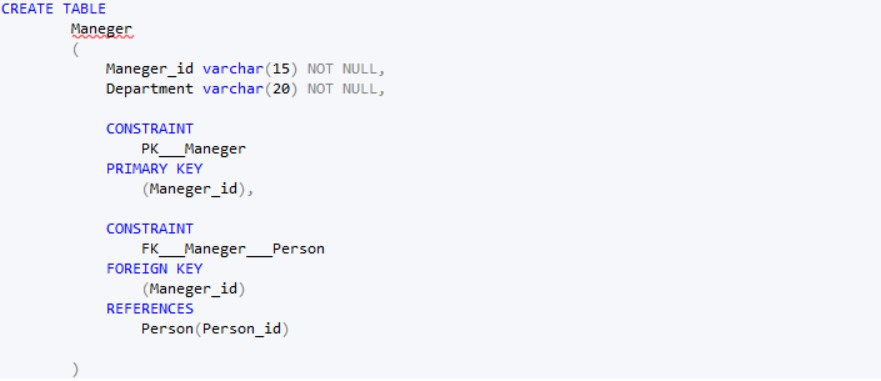 CREATE TABLE
Maneger
(
Maneger_id varchar(15) NOT NULL,
Department varchar(20) NOT NULL,
CONSTRAINT
PK___Maneger
PRIMARY KEY
(Maneger_id),
CONSTRAINT
FK___Maneger___Person
FOREIGN KEY
(Maneger_id)
REFERENCES
Person(Person_id)
)